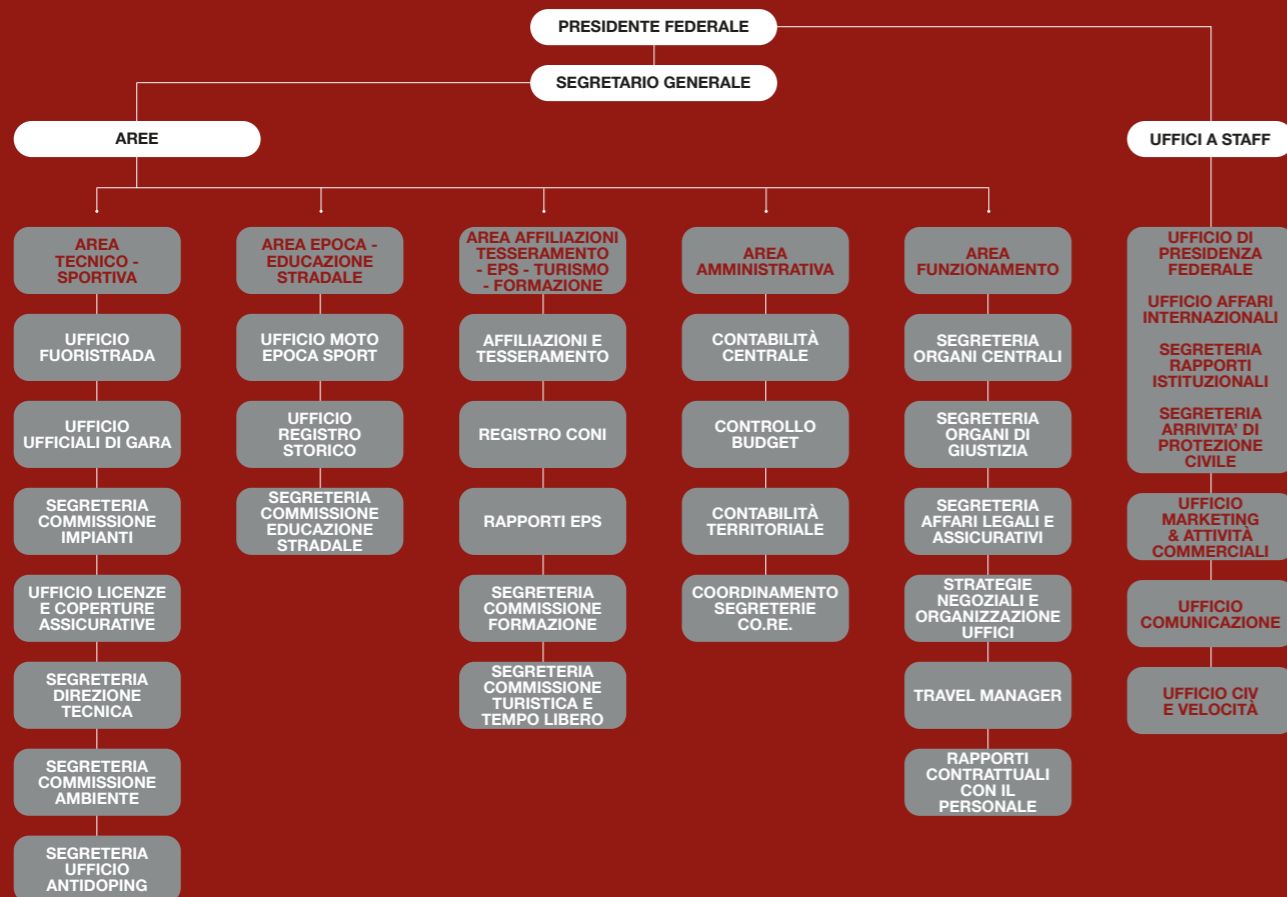 PRESIDENTE FEDERALE
SEGRETARIO GENERALE
AREE
UFFICI A STAFF
AREA
TECNICO -
SPORTIVA
UFFICIO
FUORISTRADA
UFFICIO
UFFICIALI DI GARA
SEGRETERIA
COMMISSIONE
IMPIANTI
UFFICIO LICENZE
E COPERTURE
ASSICURATIVE
SEGRETERIA
DIREZIONE
TECNICA
SEGRETERIA
COMMISSIONE
AMBIENTE
SEGRETERIA
UFFICIO
ANTIDOPING
AREA EPOCA -
EDUCAZIONE
STRADALE
UFFICIO MOTO
EPOCA SPORT
UFFICIO
REGISTRO
STORICO
SEGRETERIA
COMMISSIONE
EDUCAZIONE
STRADALE
AREA AFFILIAZIONI
TESSERAMENTO
- EPS - TURISMO
- FORMAZIONE
AFFILIAZIONI E
TESSERAMENTO
REGISTRO CONI
RAPPORTI EPS
SEGRETERIA
COMMISSIONE
FORMAZIONE
SEGRETERIA
COMMISSIONE
TURISTICA E
TEMPO LIBERO
AREA
AMMINISTRATIVA
CONTABILITÀ
CENTRALE
CONTROLLO
BUDGET
CONTABILITÀ
TERRITORIALE
COORDINAMENTO
SEGRETERIE
CO.RE.
AREA
FUNZIONAMENTO
SEGRETERIA
ORGANI CENTRALI
SEGRETERIA
ORGANI DI
GIUSTIZIA
SEGRETERIA
AFFARI LEGALI E
ASSICURATIVI
STRATEGIE
NEGOZIALI E
ORGANIZZAZIONE
UFFICI
TRAVEL MANAGER
RAPPORTI
CONTRATTUALI
CON IL
PERSONALE
UFFICIO DI
PRESIDENZA
FEDERALE
UFFICIO AFFARI
INTERNAZIONALI
SEGRETERIA
RAPPORTI
ISTITUZIONALI
SEGRETERIA
ARRIVITA' DI
PROTEZIONE
CIVILE
UFFICIO
MARKETING
& ATTIVITÀ
COMMERCIALI
UFFICIO
COMUNICAZIONE
UFFICIO CIV
E VELOCITÀ